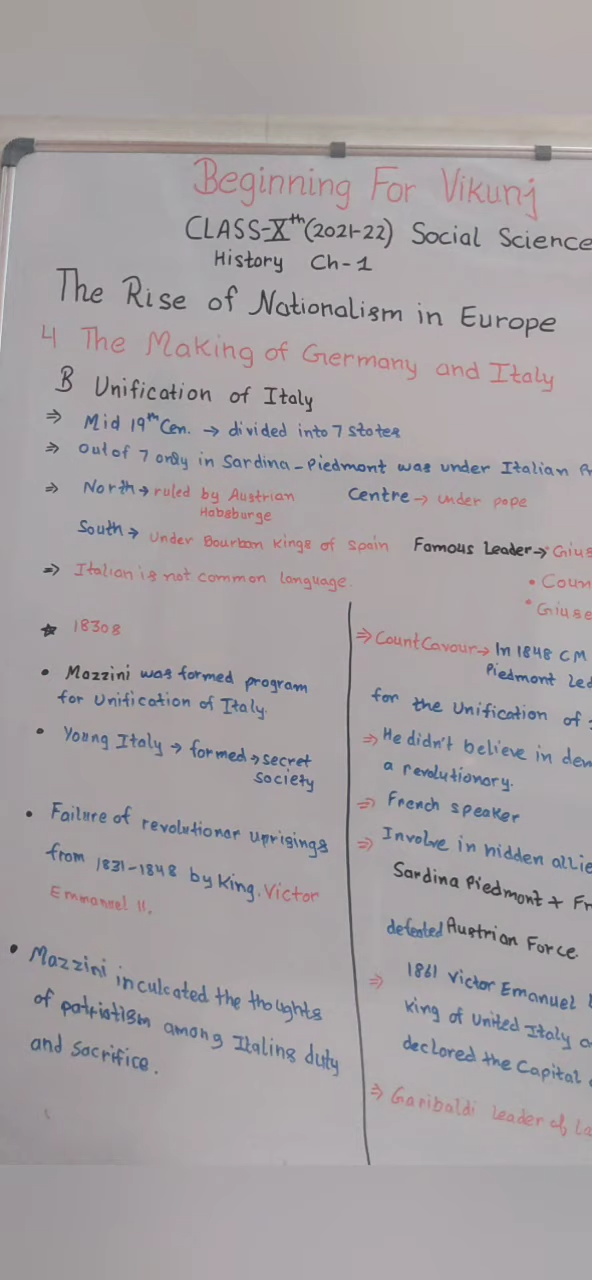 Beginning For Vikunj
CLASS-Xth (2021-22) Social Science
History Ch-1
The Rise of Nationalism in Europe
4 The Making of Germany and Italy
B Unification of Italy
⇒ Mid 19th Cen. → divided into 7 states
⇒ Out of 7 only in Sardina-Piedmont was under Italian
⇒ North → ruled by Austrian Habsburge
Centre → under pope
South → Under Bourban kings of Spain
Famous Leader →
⇒ Italian is not common language.
★ 1830s
• Mazzini was formed program
for Unification of Italy.
• Young Italy → formed → secret
society
• Failure of revolutionar uprisings
from 1831-1848 by King. Victor
Emmanuel II.
• Mazzini inculcated the thoughts
of patriotism among Italins duty
and sacrifice.
⇒ Count Cavour → In 1848 CM
Piedmont
for the Unification of
⇒ He didn't believe in
a revolutionary.
⇒ French speaker
⇒ Involve in hidden
Sardina Piedmont +
defeated Austrian Force.
⇒ 1861 Victor Emanuel
king of United Italy
declored the Capital
⇒ Garibaldi leader of